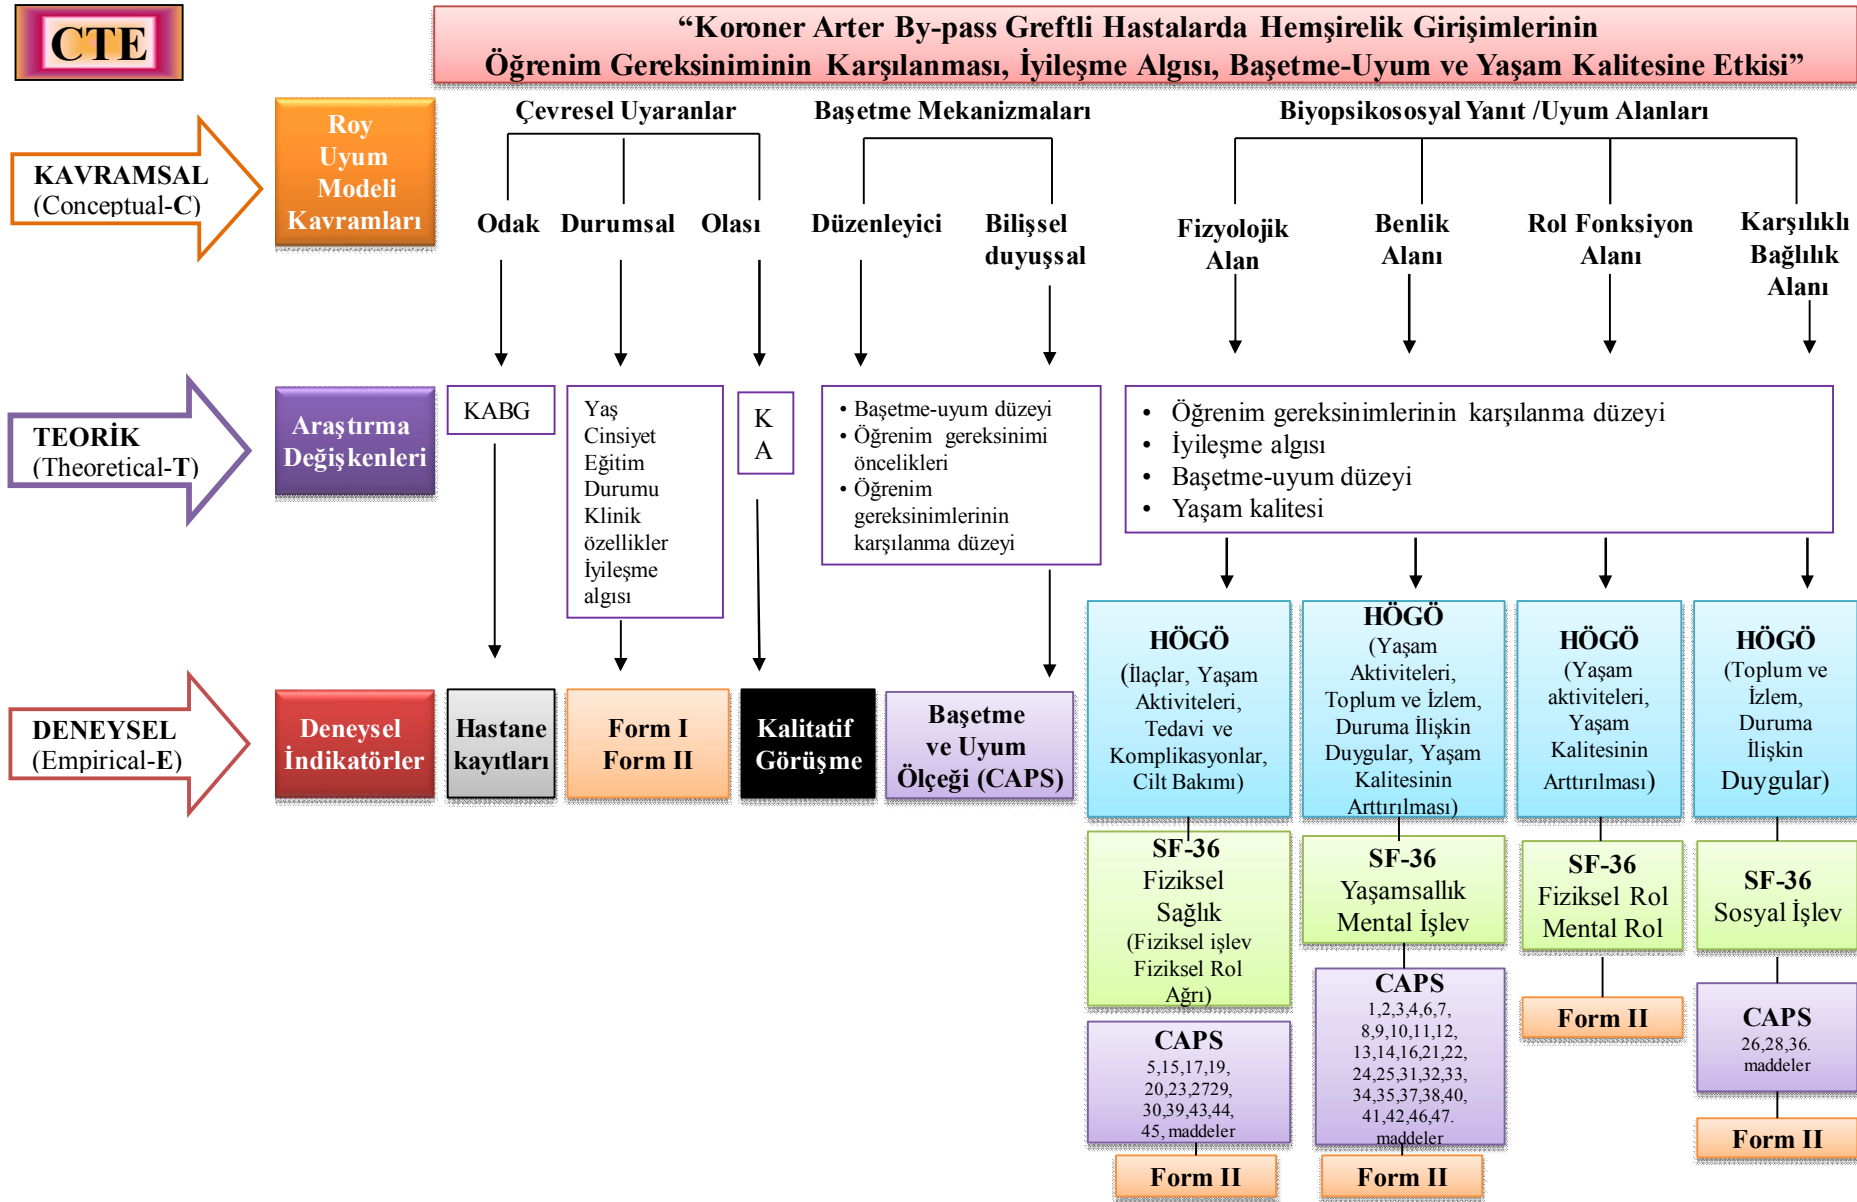 CTE
“Koroner Arter By-pass Greftli Hastalarda Hemşirelik Girişimlerinin
Öğrenim Gereksiniminin Karşılanması, İyileşme Algısı, Başetme-Uyum ve Yaşam Kalitesine Etkisi”
KAVRAMSAL
(Conceptual-C)
Roy
Uyum
Modeli
Kavramları
Çevresel Uyaranlar
Başetme Mekanizmaları
Biyopsikososyal Yanıt /Uyum Alanları
Odak
Durumsal
Olası
Düzenleyici
Bilişsel
duyuşsal
Fizyolojik
Alan
Benlik
Alanı
Rol Fonksiyon
Alanı
Karşılıklı
Bağlılık
Alanı
TEORİK
(Theoretical-T)
Araştırma
Değişkenleri
KABG
Yaş
Cinsiyet
Eğitim
Durumu
Klinik
özellikler
İyileşme
algısı
K
A
• Başetme-uyum düzeyi
• Öğrenim gereksinimi
öncelikleri
• Öğrenim
gereksinimlerinin
karşılanma düzeyi
• Öğrenim gereksinimlerinin karşılanma düzeyi
• İyileşme algısı
• Başetme-uyum düzeyi
• Yaşam kalitesi
DENEYSEL
(Empirical-E)
Deneysel
İndikatörler
Hastane
kayıtları
Form I
Form II
Kalitatif
Görüşme
Başetme
ve Uyum
Ölçeği (CAPS)
HÖGÖ
(İlaçlar, Yaşam
Aktiviteleri,
Tedavi ve
Komplikasyonlar,
Cilt Bakımı)
HÖGÖ
(Yaşam
Aktiviteleri,
Toplum ve İzlem,
Duruma İlişkin
Duygular, Yaşam
Kalitesinin
Arttırılması)
HÖGÖ
(Yaşam
aktiviteleri,
Yaşam
Kalitesinin
Arttırılması)
HÖGÖ
(Toplum ve
İzlem,
Duruma
İlişkin
Duygular)
SF-36
Fiziksel
Sağlık
(Fiziksel işlev
Fiziksel Rol
Ağrı)
SF-36
Yaşamsallık
Mental İşlev
SF-36
Fiziksel Rol
Mental Rol
SF-36
Sosyal İşlev
CAPS
5,15,17,19,
20,23,2729,
30,39,43,44,
45, maddeler
CAPS
1,2,3,4,6,7,
8,9,10,11,12,
13,14,16,21,22,
24,25,31,32,33,
34,35,37,38,40,
41,42,46,47.
maddeler
Form II
CAPS
26,28,36.
maddeler
Form II
Form II
Form II